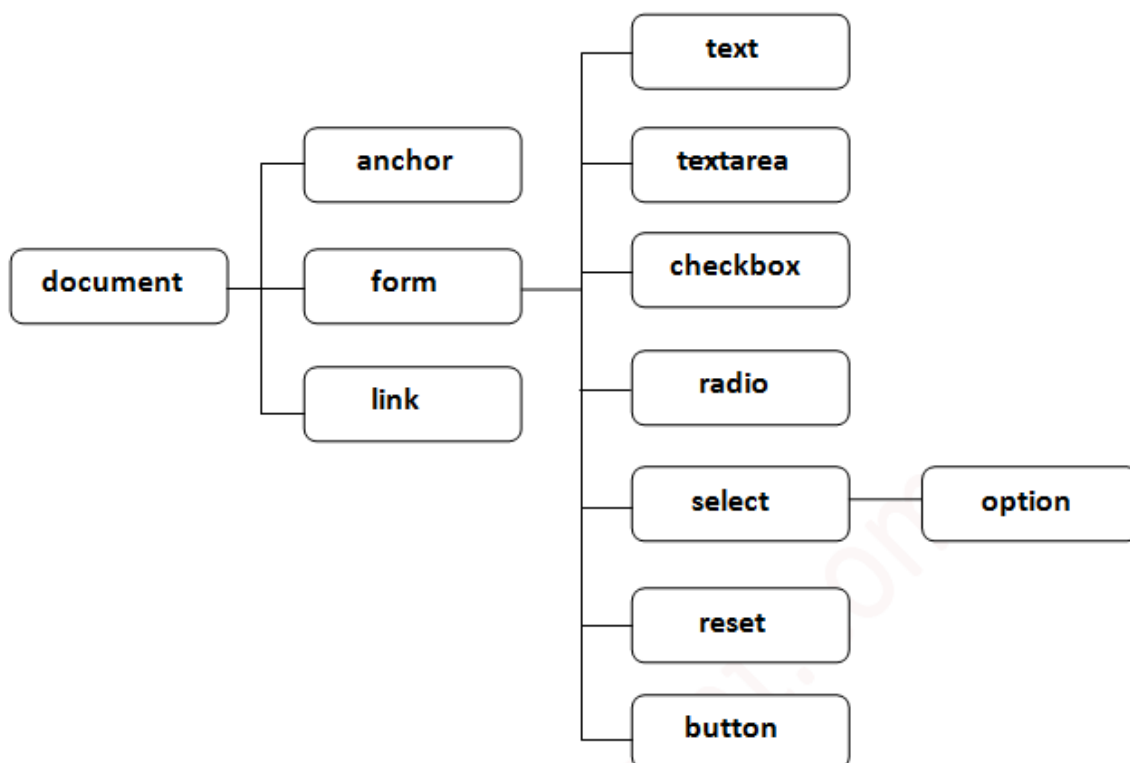 text
anchor
textarea
document
form
checkbox
link
radio
select
option
reset
button